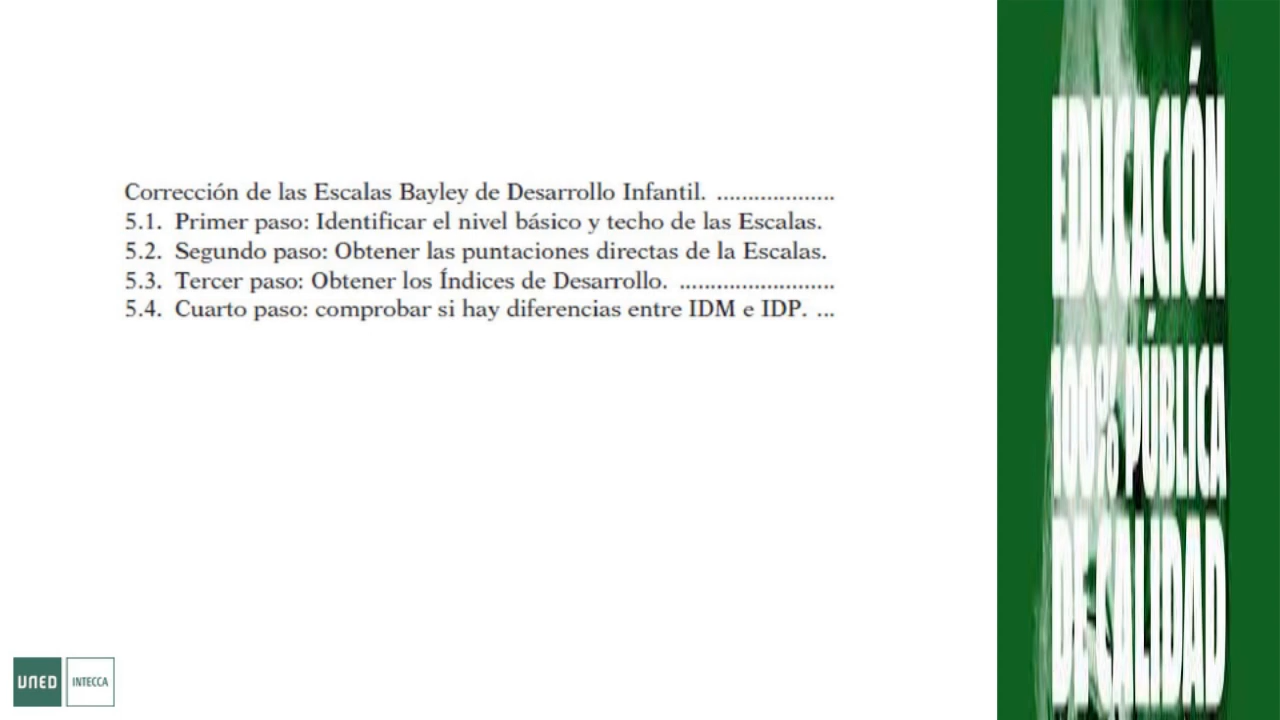 Corrección de las Escalas Bayley de Desarrollo Infantil. ...................
5.1. Primer paso: Identificar el nivel básico y techo de las Escalas.
5.2. Segundo paso: Obtener las puntaciones directas de la Escalas.
5.3. Tercer paso: Obtener los Índices de Desarrollo. .........................
5.4. Cuarto paso: comprobar si hay diferencias entre IDM e IDP. ...
EDUCACIÓN
100% PÚBLICA
DE CALIDAD
UNED
INTECCA